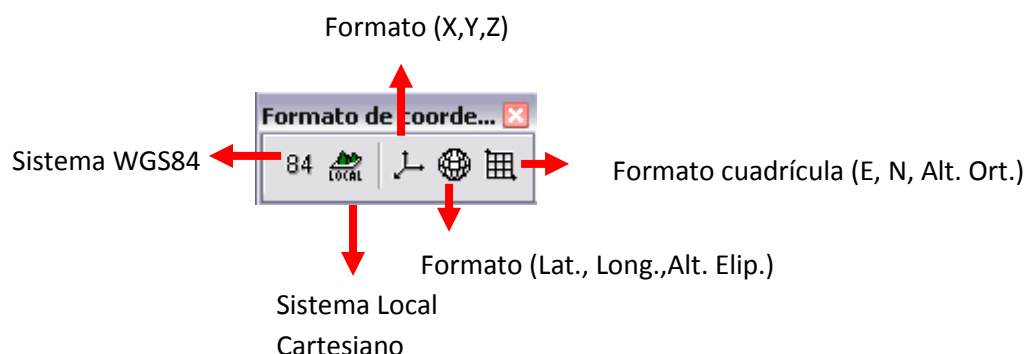 Formato (X,Y,Z)
Formato de coorde...
Sistema WGS84
84
LOCAL
Formato cuadrícula (E, N, Alt. Ort.)
Formato (Lat., Long.,Alt. Elip.)
Sistema Local
Cartesiano